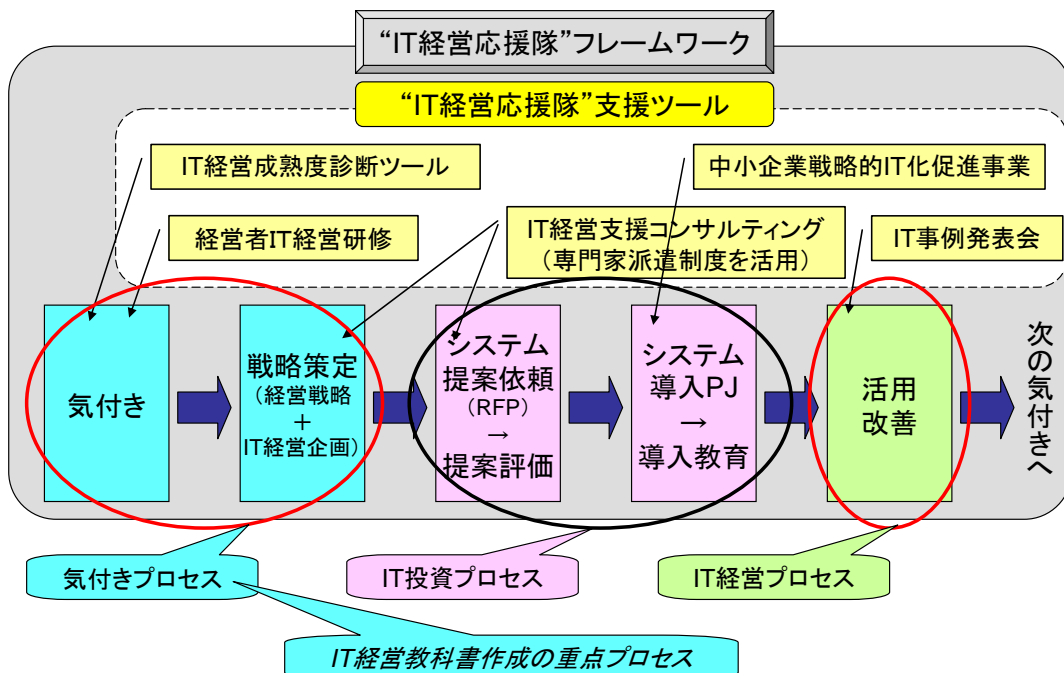 “IT経営応援隊”フレームワーク
“IT経営応援隊”支援ツール
IT経営成熟度診断ツール
中小企業戦略的IT化促進事業
経営者IT経営研修
IT経営支援コンサルティング
（専門家派遣制度を活用）
IT事例発表会
気付き
戦略策定
（経営戦略
＋
IT経営企画）
システム
提案依頼
（RFP）
→
提案評価
システム
導入PJ
→
導入教育
活用
改善
次の気付きへ
気付きプロセス
IT投資プロセス
IT経営プロセス
IT経営教科書作成の重点プロセス